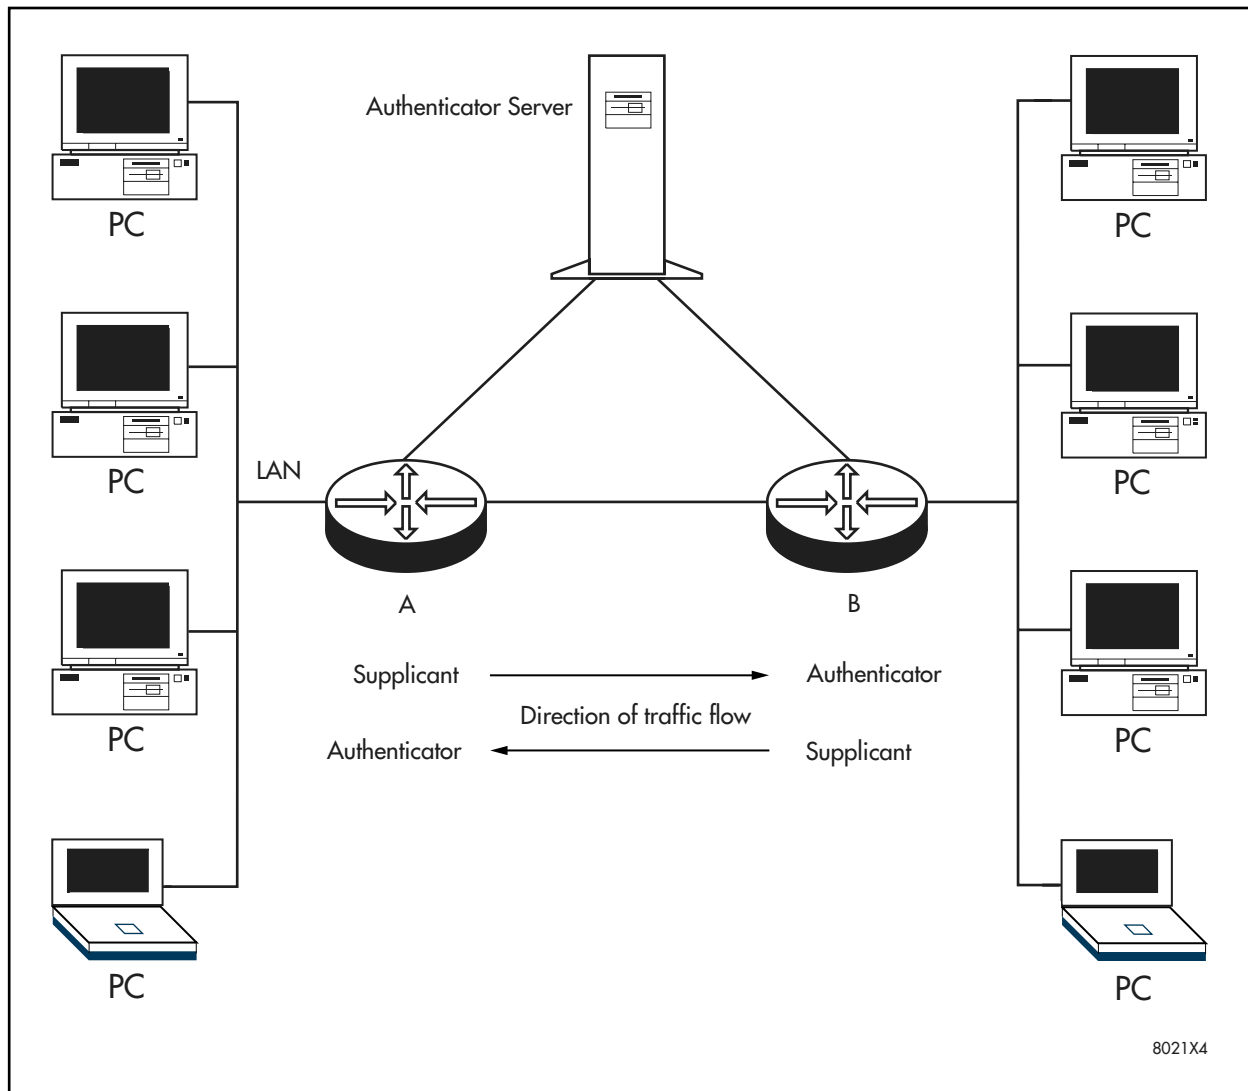 Authenticator Server
PC
PC
PC
PC
LAN
PC
PC
A
B
Supplicant
Authenticator
Direction of traffic flow
Authenticator
Supplicant
PC
PC
8021X4